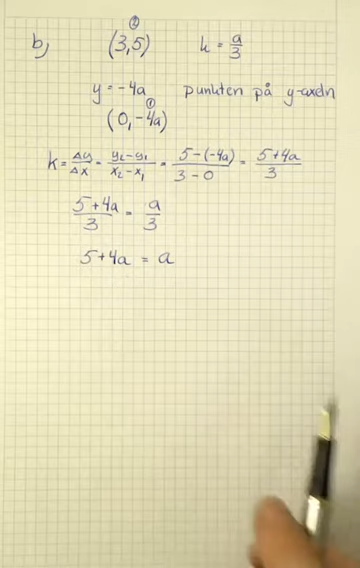 ②
b) (3,5) k = a/3
y = -4a punkten på y-axeln
①
(0,-4a)
k = Δy/Δx = y₂-y₁/x₂-x₁ = 5-(-4a)/3-0 = 5+4a/3
5+4a/3 = a/3
5+4a = a